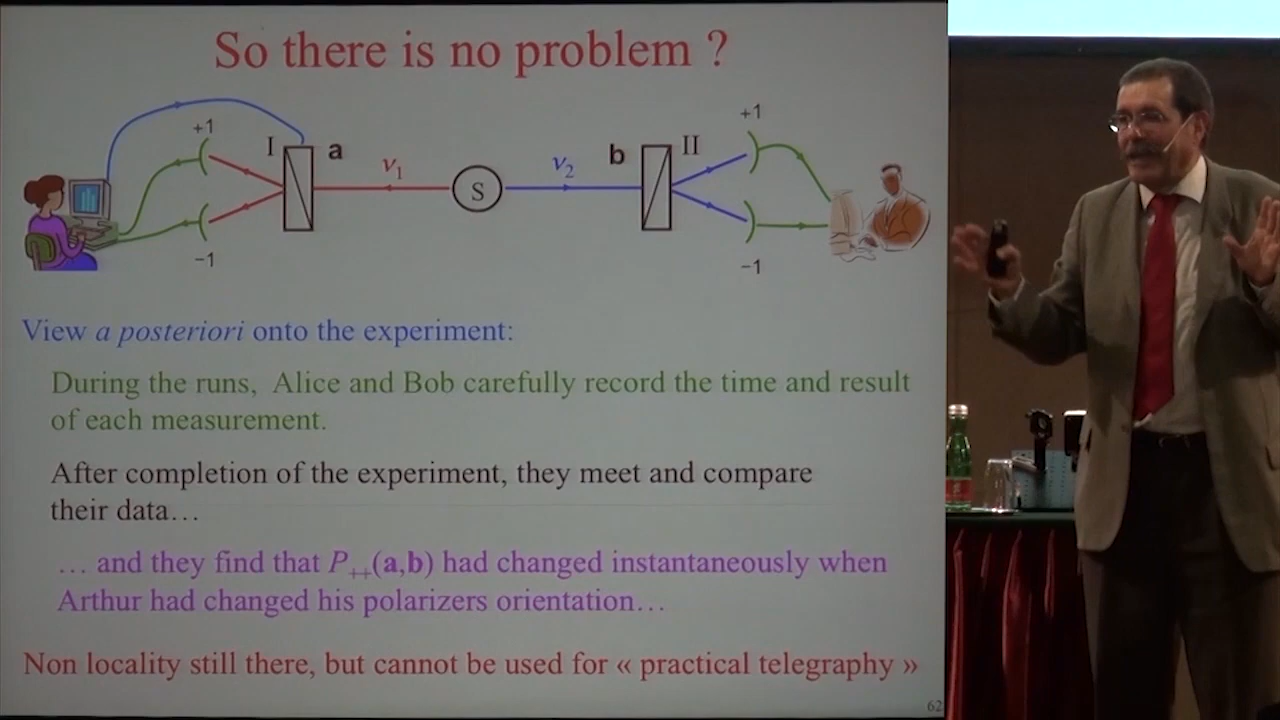 So there is no problem ?
+1
I
a
ν1
S
ν2
b
II
+1
−1
−1
View a posteriori onto the experiment:
During the runs, Alice and Bob carefully record the time and result
of each measurement.
After completion of the experiment, they meet and compare
their data…
… and they find that P++(a,b) had changed instantaneously when
Arthur had changed his polarizers orientation…
Non locality still there, but cannot be used for « practical telegraphy »
62